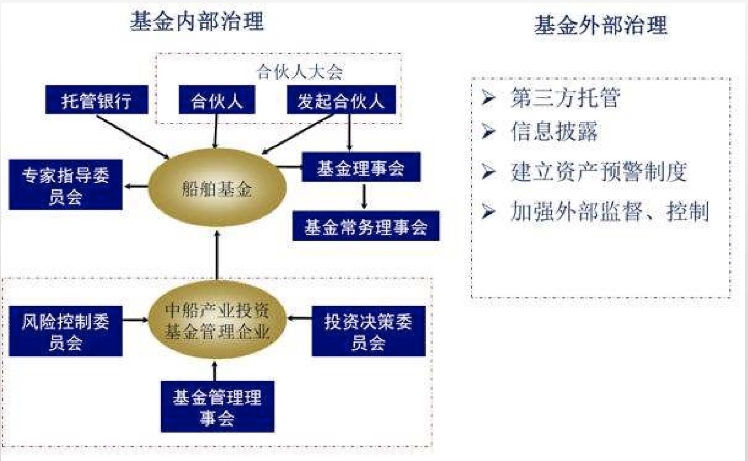 基金内部治理
基金外部治理
合伙人大会
托管银行
合伙人
发起合伙人
专家指导委
员会
船舶基金
基金理事会
基金常务理事会
风险控制委
员会
中船产业投资
基金管理企业
投资决策委
员会
基金管理理
事会
➢ 第三方托管
➢ 信息披露
➢ 建立资产预警制度
➢ 加强外部监督、控制